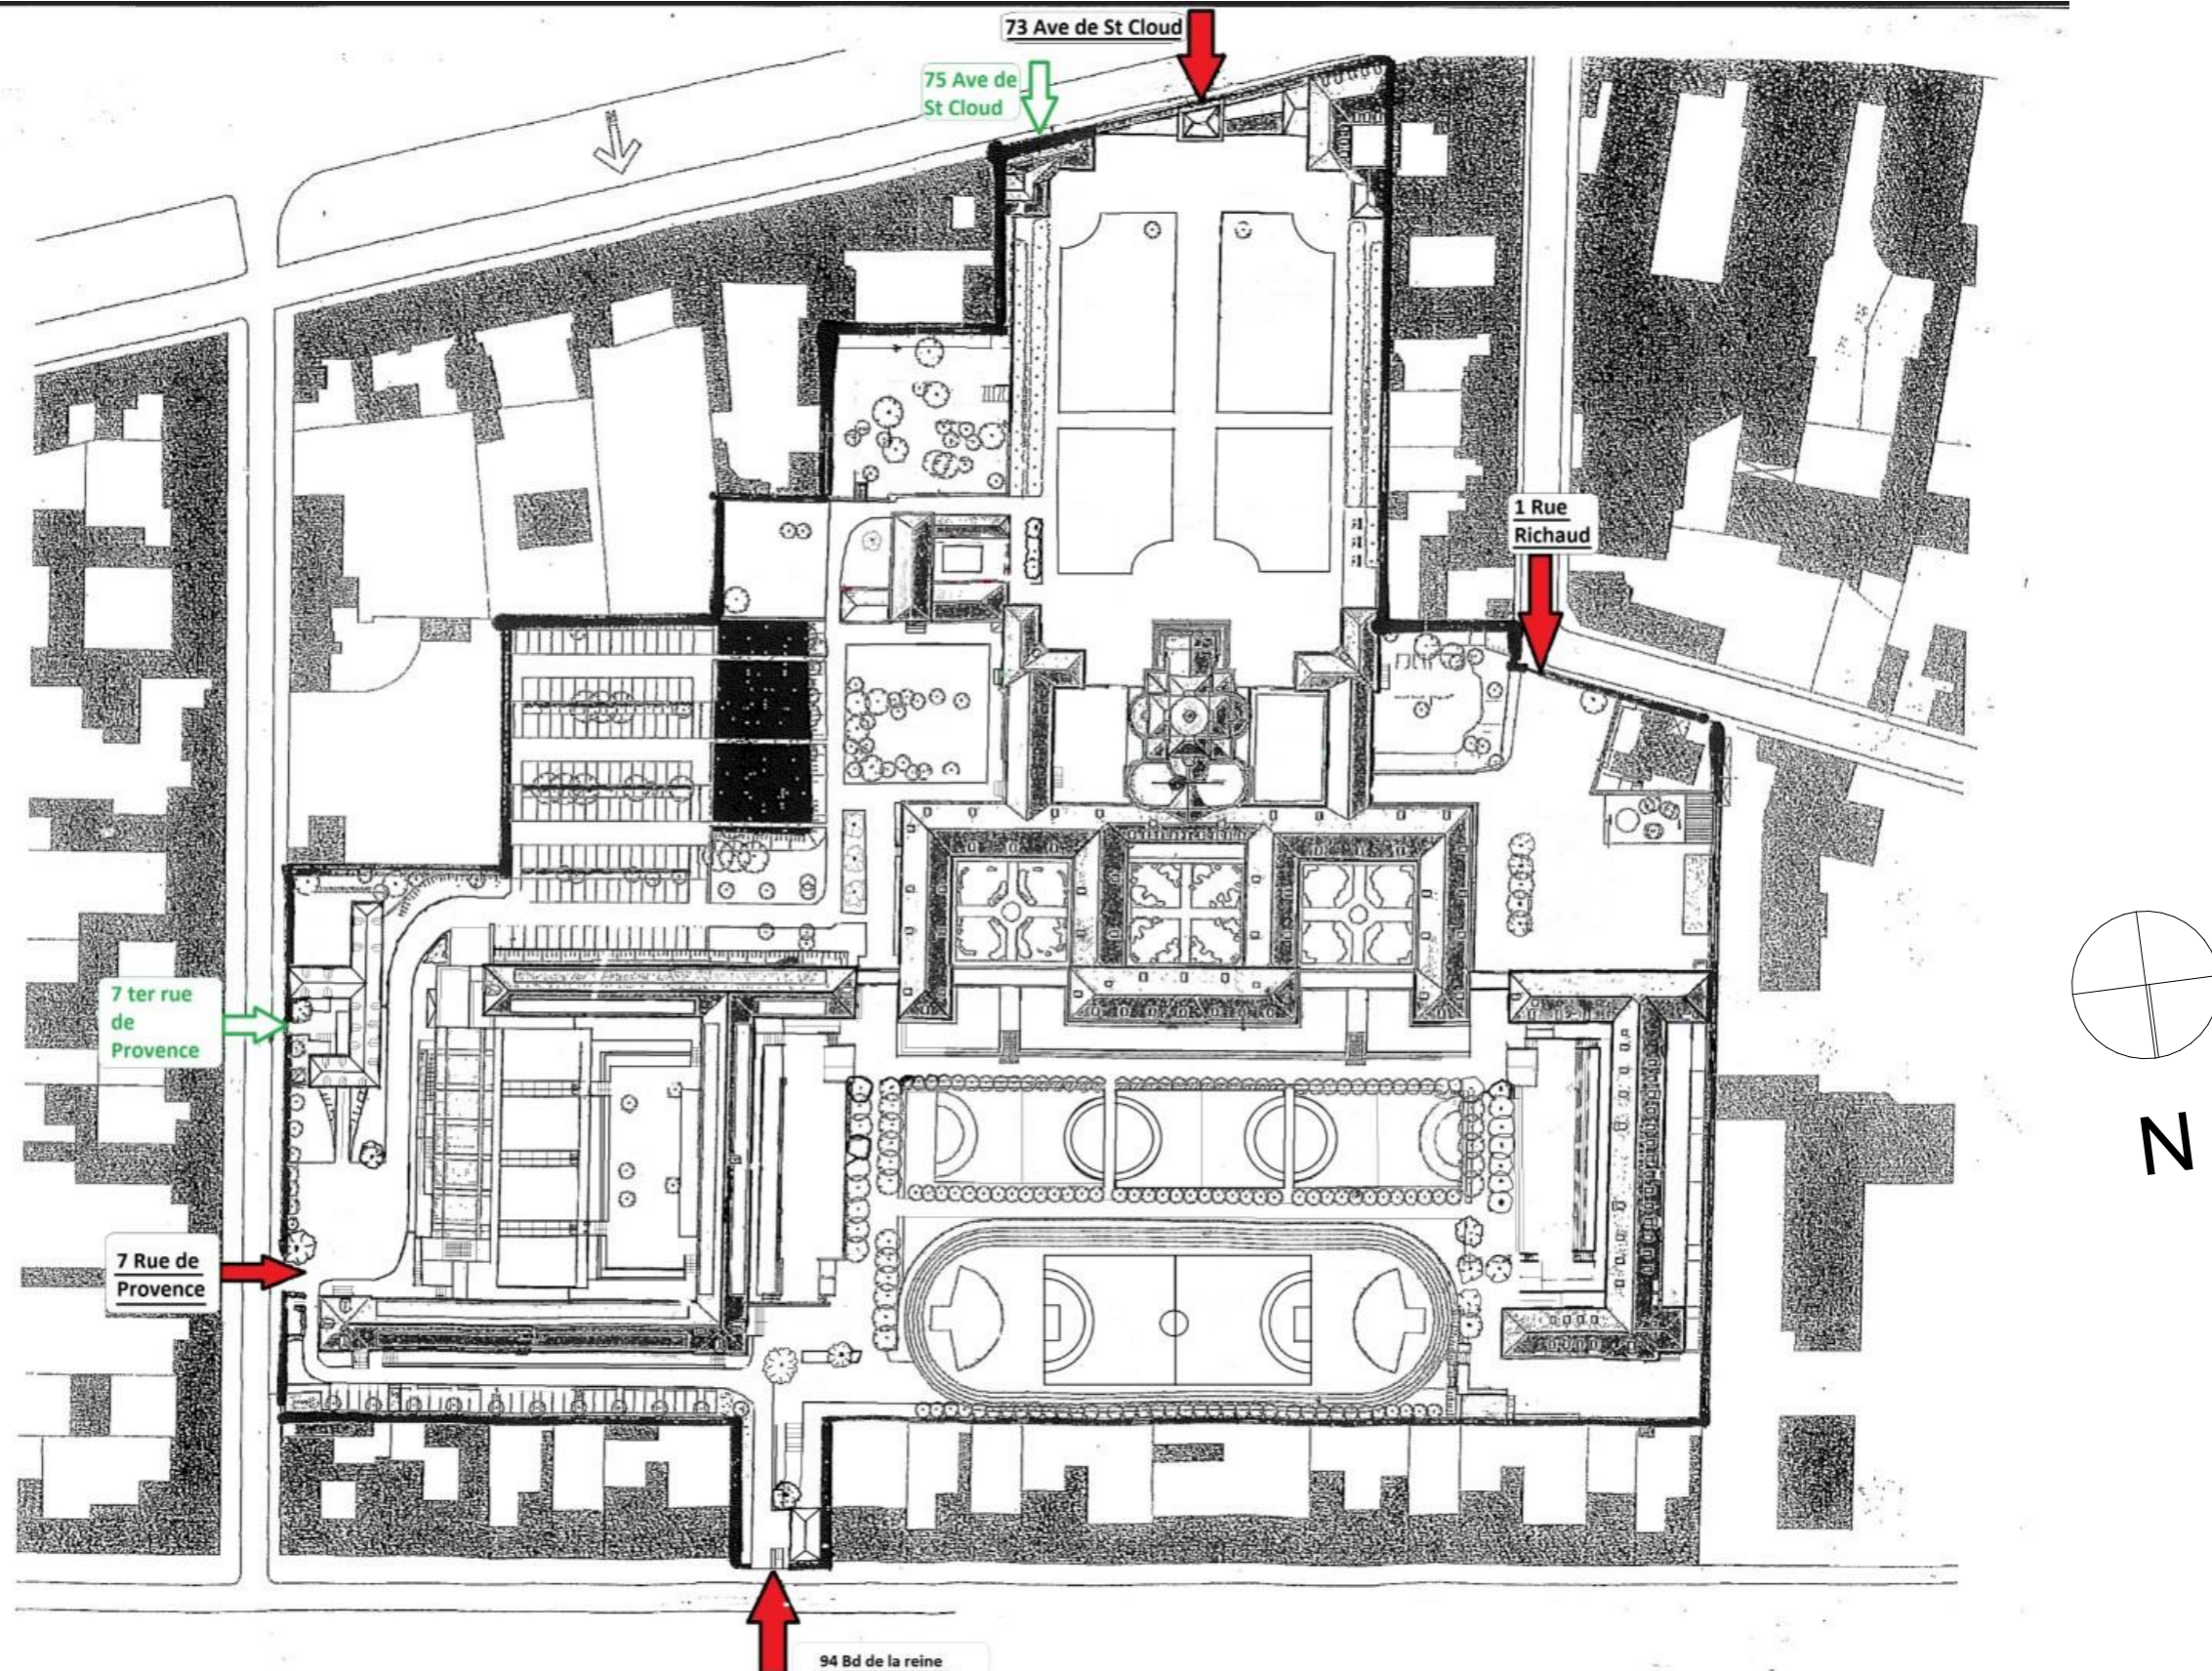 73 Ave de St Cloud
75 Ave de
St Cloud
1 Rue
Richaud
7 ter rue
de
Provence
N
7 Rue de
Provence
94 Bd de la reine